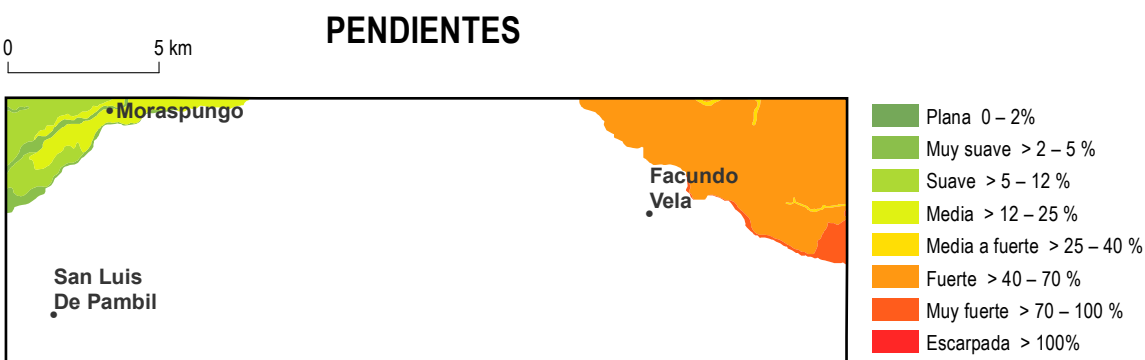 PENDIENTES
0 5 km
Moraspungo
Facundo
Vela
San Luis
De Pambil
Plana 0 – 2%
Muy suave > 2 – 5 %
Suave > 5 – 12 %
Media > 12 – 25 %
Media a fuerte > 25 – 40 %
Fuerte > 40 – 70 %
Muy fuerte > 70 – 100 %
Escarpada > 100%